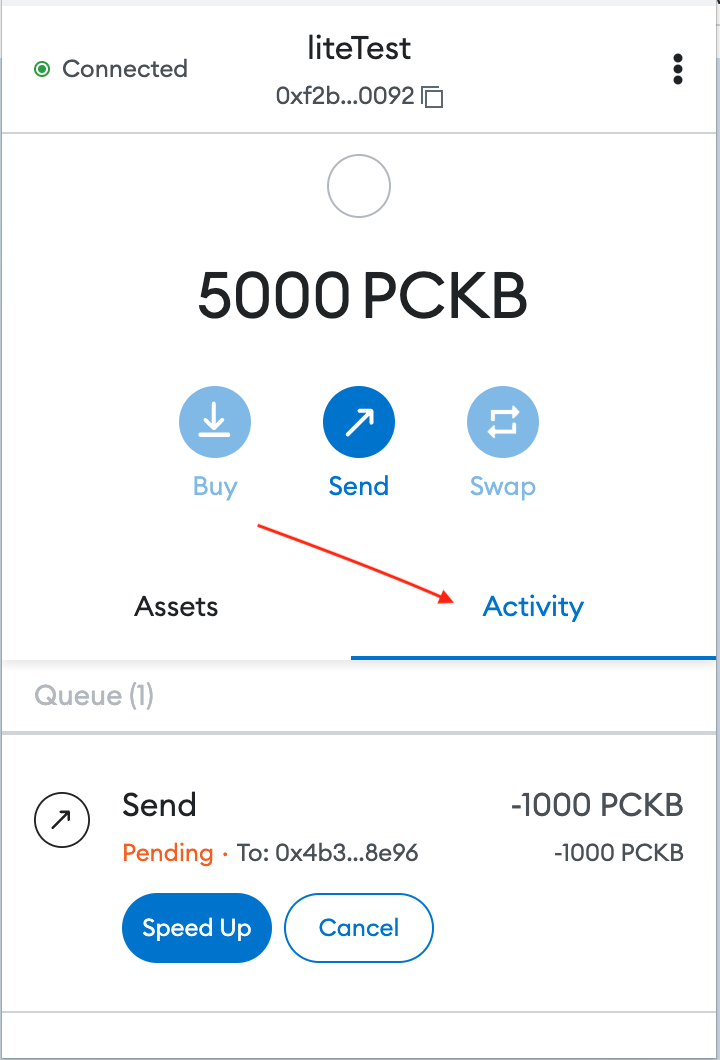 liteTest
Connected
0xf2b...0092
5000 PCKB
Buy
Send
Swap
Assets
Activity
Queue (1)
Send
-1000 PCKB
Pending · To: 0x4b3...8e96
-1000 PCKB
Speed Up
Cancel